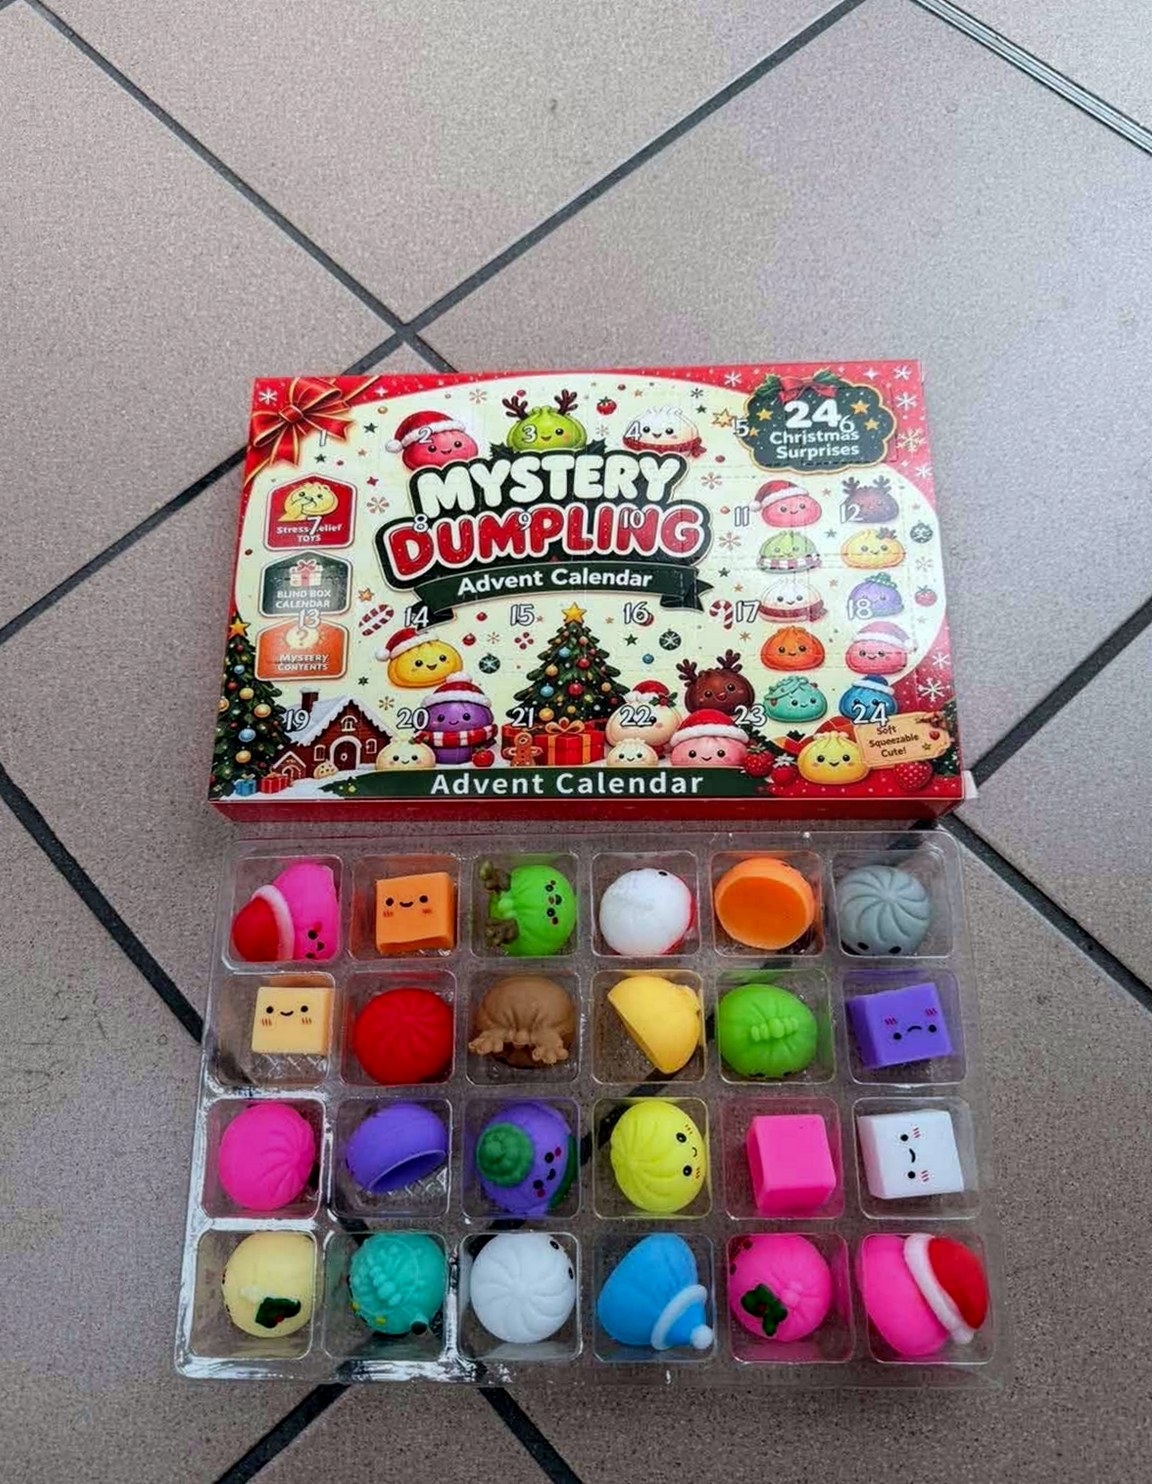 24
Christmas
Surprises
1
2
3
4
5
6
MYSTERY
DUMPLING
Advent Calendar
Stress Relief
TOYS
7
8
9
10
11
12
BLIND BOX
CALENDAR
13
14
15
16
17
18
MYSTERY
CONTENTS
19
20
21
22
23
24
Soft
Squeezable
Cute!
Advent Calendar